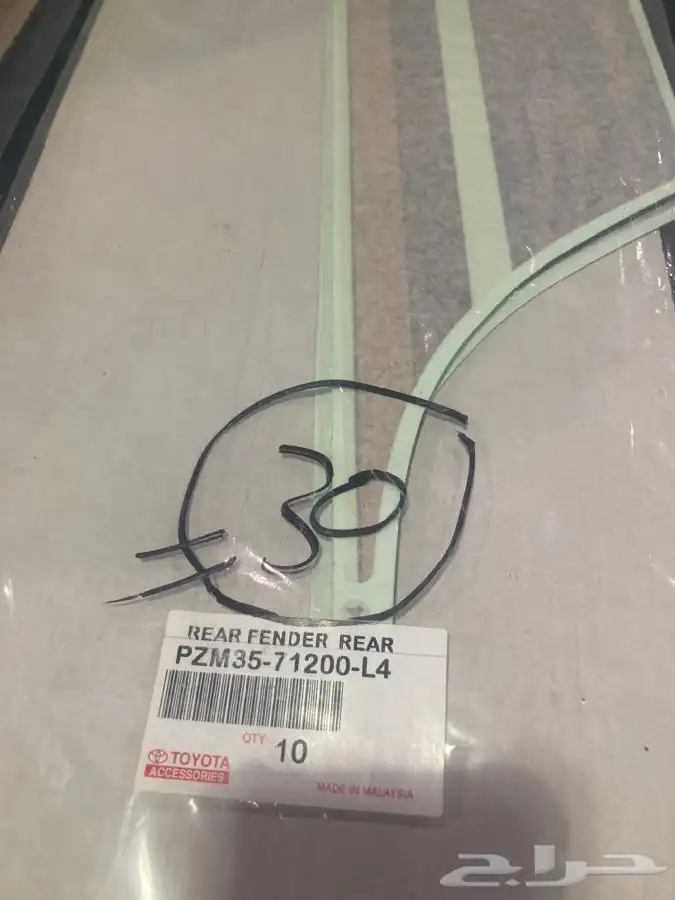 30
REAR FENDER REAR
PZM35-71200-L4
QTY 10
TOYOTA
ACCESSORIES
MADE IN MALAYSIA
حراج